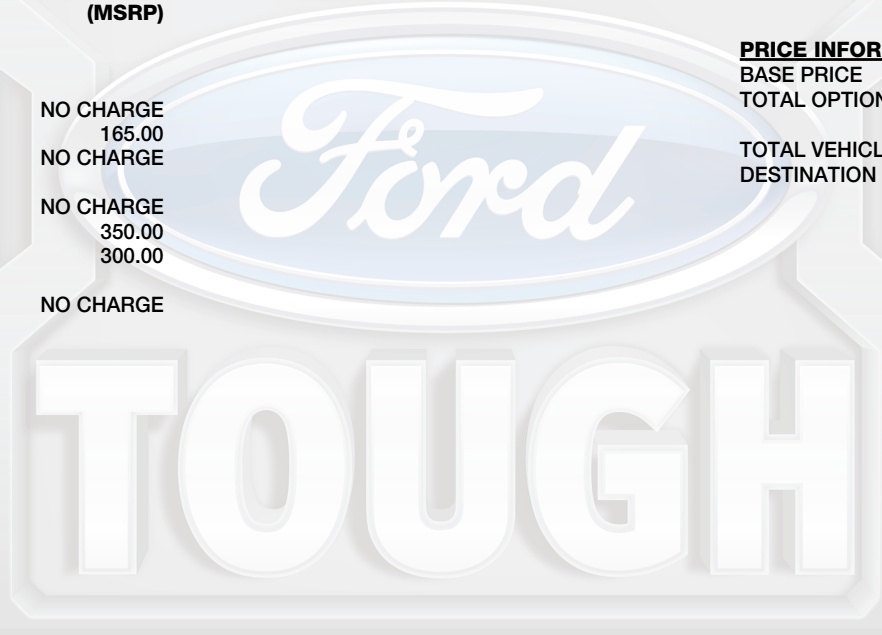 (MSRP)
NO CHARGE
165.00
NO CHARGE
NO CHARGE
350.00
300.00
NO CHARGE
PRICE INFOR
BASE PRICE
TOTAL OPTION
TOTAL VEHICL
DESTINATION
Ford
TOUGH